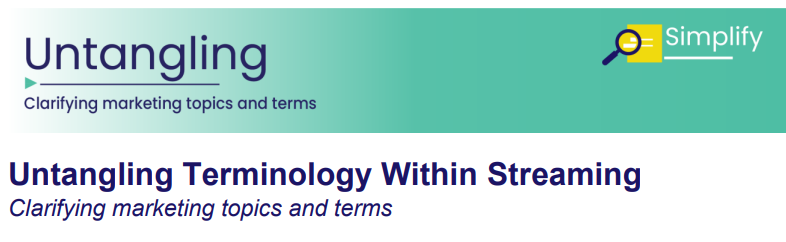 Untangling
Simplify
Clarifying marketing topics and terms
Untangling Terminology Within Streaming
Clarifying marketing topics and terms